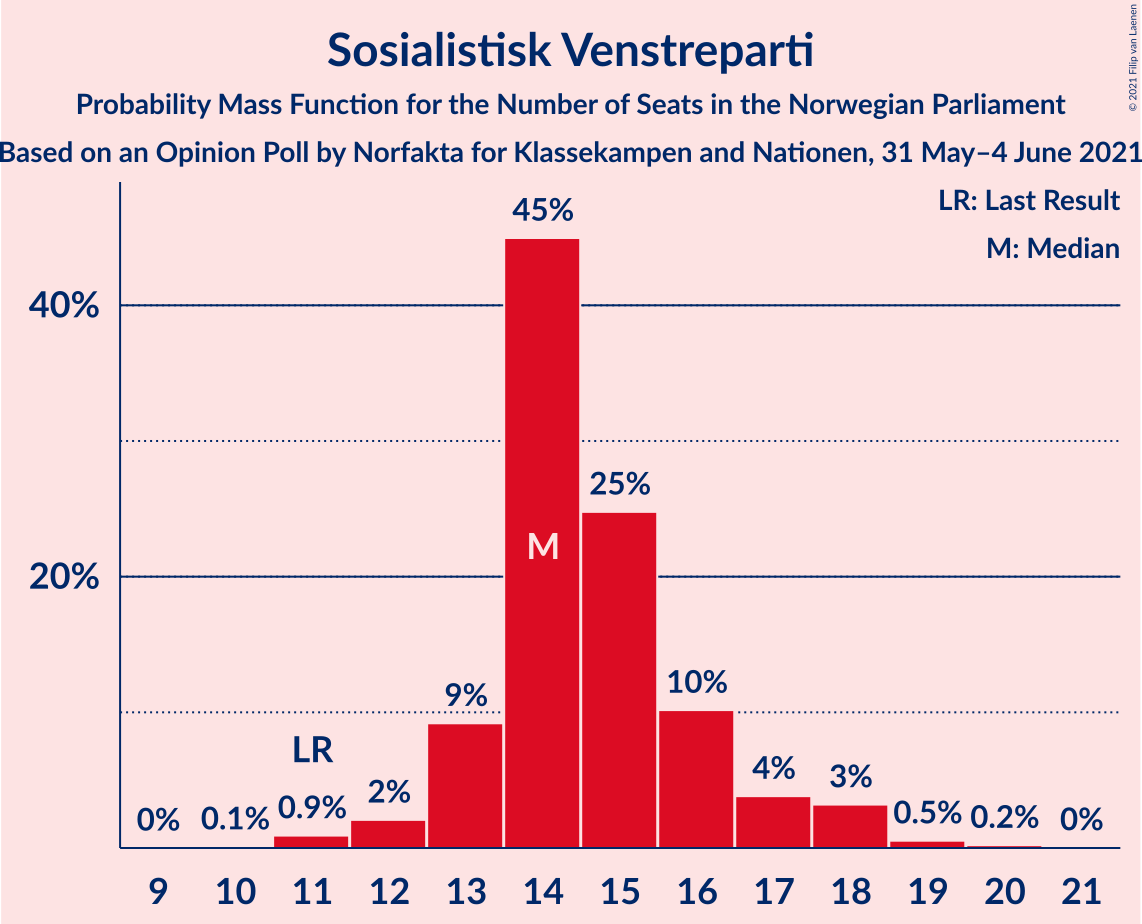 Sosialistisk Venstreparti
Probability Mass Function for the Number of Seats in the Norwegian Parliament
Based on an Opinion Poll by Norfakta for Klassekampen and Nationen, 31 May–4 June 2021
© 2021 Filip van Laenen
LR: Last Result
M: Median
45%
40%
25%
M
20%
10%
9%
LR
4%
3%
2%
0.9%
0.5%
0.2%
0.1%
0%
0%
9 10 11 12 13 14 15 16 17 18 19 20 21